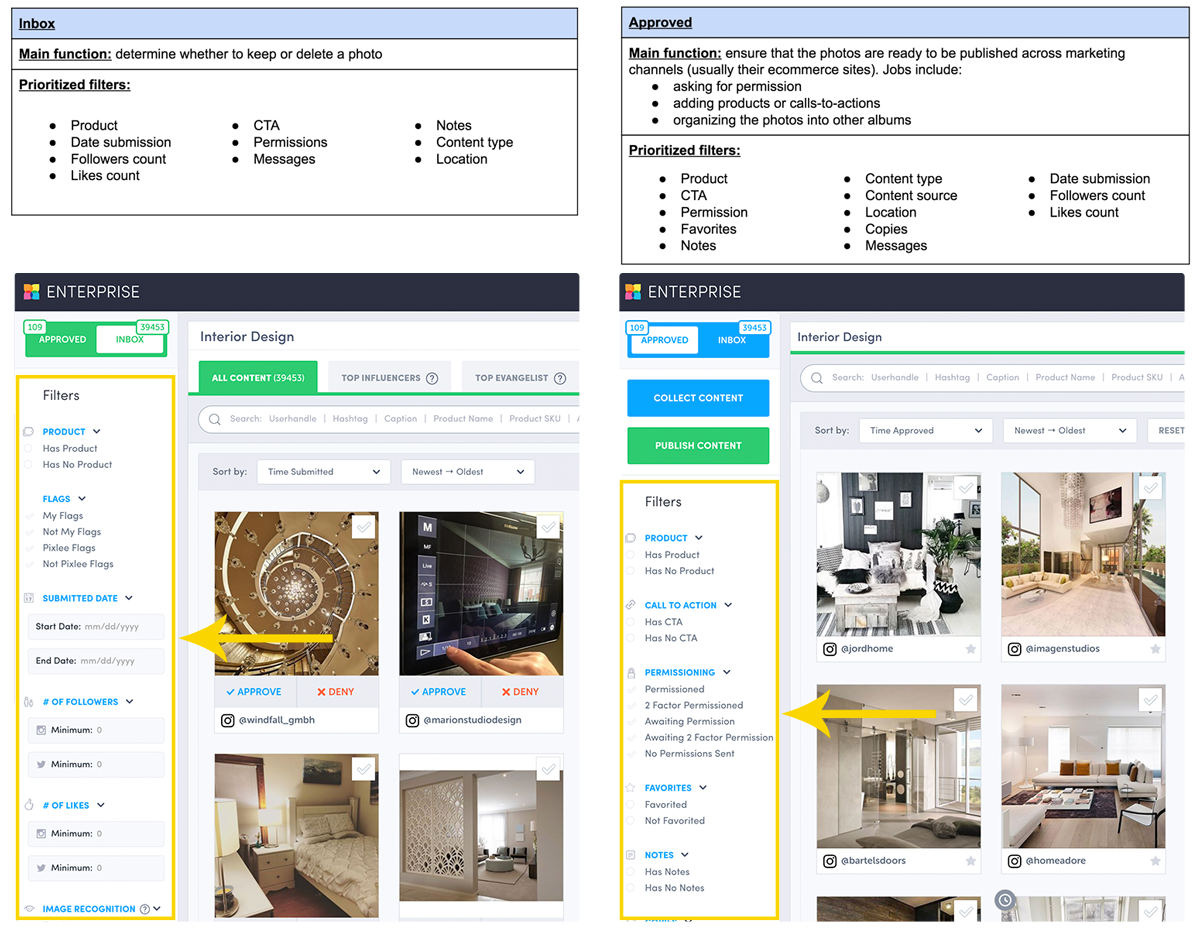 Inbox
Main function: determine whether to keep or delete a photo
Prioritized filters:
Product
Date submission
Followers count
Likes count
CTA
Permissions
Messages
Notes
Content type
Location
Approved
Main function: ensure that the photos are ready to be published across marketing
channels (usually their ecommerce sites). Jobs include:
asking for permission
adding products or calls-to-actions
organizing the photos into other albums
Prioritized filters:
Product
CTA
Permission
Favorites
Notes
Content type
Content source
Location
Copies
Messages
Date submission
Followers count
Likes count
ENTERPRISE
109
39453
APPROVED
INBOX
Filters
PRODUCT
Has Product
Has No Product
FLAGS
My Flags
Not My Flags
Pixlee Flags
Not Pixlee Flags
SUBMITTED DATE
Start Date: mm/dd/yyyy
End Date: mm/dd/yyyy
# OF FOLLOWERS
Minimum: 0
Minimum: 0
# OF LIKES
Minimum: 0
Minimum: 0
IMAGE RECOGNITION ?
Interior Design
ALL CONTENT (39453)
TOP INFLUENCERS ?
TOP EVANGELIST ?
Search: Userhandle | Hashtag | Caption | Product Name | Product SKU |
Sort by: Time Submitted Newest → Oldest
M
MF
Live
APPROVE
DENY
@windfall_gmbh
APPROVE
DENY
@marionstudiodesign
ENTERPRISE
109
39453
APPROVED
INBOX
COLLECT CONTENT
PUBLISH CONTENT
Filters
PRODUCT
Has Product
Has No Product
CALL TO ACTION
Has CTA
Has No CTA
PERMISSIONING
Permissioned
2 Factor Permissioned
Awaiting Permission
Awaiting 2 Factor Permission
No Permissions Sent
FAVORITES
Favorited
Not Favorited
NOTES
Has Notes
Has No Notes
Interior Design
Search: Userhandle | Hashtag | Caption | Product Name | Product SKU | A
Sort by: Time Approved Newest → Oldest RESET
@jordhome
@imagenstudios
@bartelsdoors
@homeadore